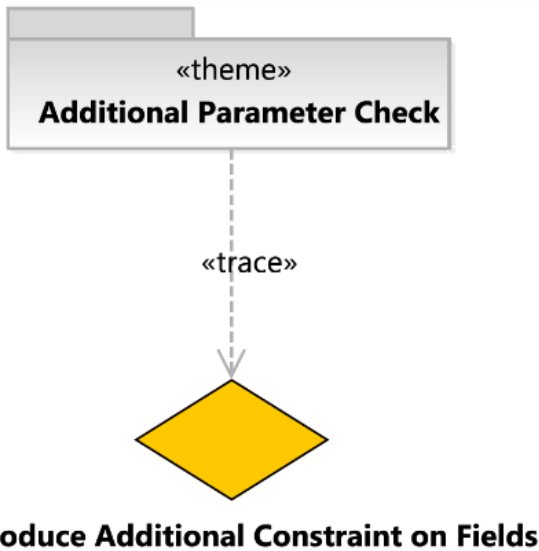 «theme»
Additional Parameter Check
«trace»
oduce Additional Constraint on Fields